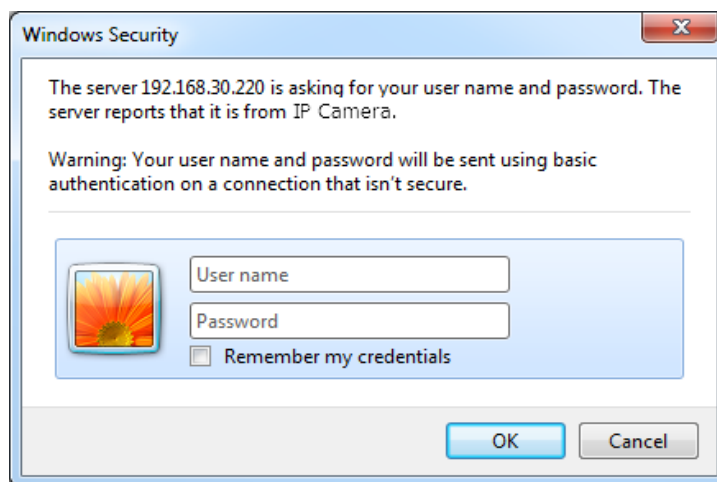 Windows Security
The server 192.168.30.220 is asking for your user name and password. The
server reports that it is from IP Camera.
Warning: Your user name and password will be sent using basic
authentication on a connection that isn't secure.
User name
Password
Remember my credentials
OK
Cancel